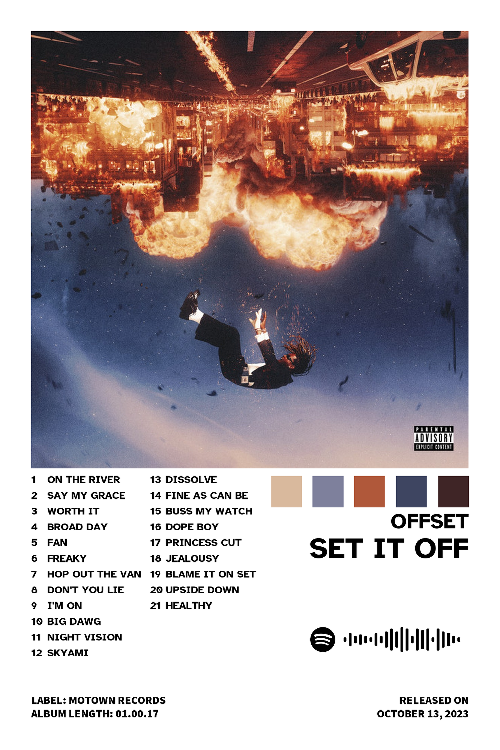 PARENTAL
ADVISORY
EXPLICIT CONTENT
1 ON THE RIVER
2 SAY MY GRACE
3 WORTH IT
4 BROAD DAY
5 FAN
6 FREAKY
7 HOP OUT THE VAN
8 DON'T YOU LIE
9 I'M ON
10 BIG DAWG
11 NIGHT VISION
12 SKYAMI
13 DISSOLVE
14 FINE AS CAN BE
15 BUSS MY WATCH
16 DOPE BOY
17 PRINCESS CUT
18 JEALOUSY
19 BLAME IT ON SET
20 UPSIDE DOWN
21 HEALTHY
OFFSET
SET IT OFF
LABEL: MOTOWN RECORDS
ALBUM LENGTH: 01.00.17
RELEASED ON
OCTOBER 13, 2023